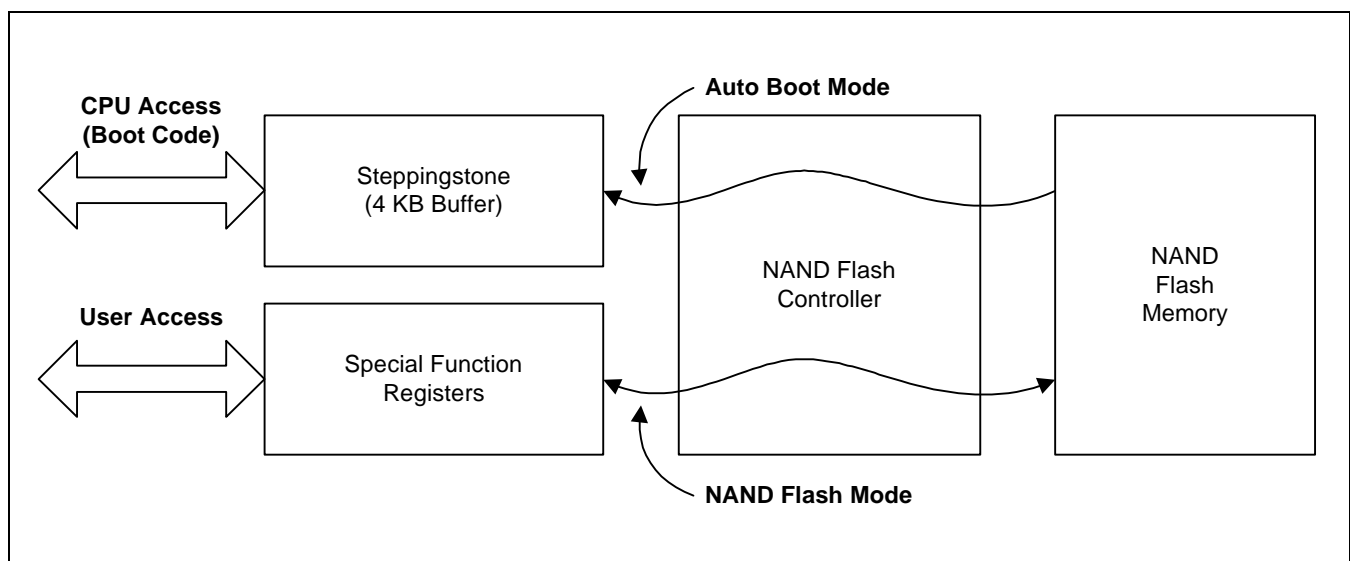 Auto Boot Mode
CPU Access
(Boot Code)
Steppingstone
(4 KB Buffer)
NAND Flash
Controller
NAND
Flash
Memory
User Access
Special Function
Registers
NAND Flash Mode